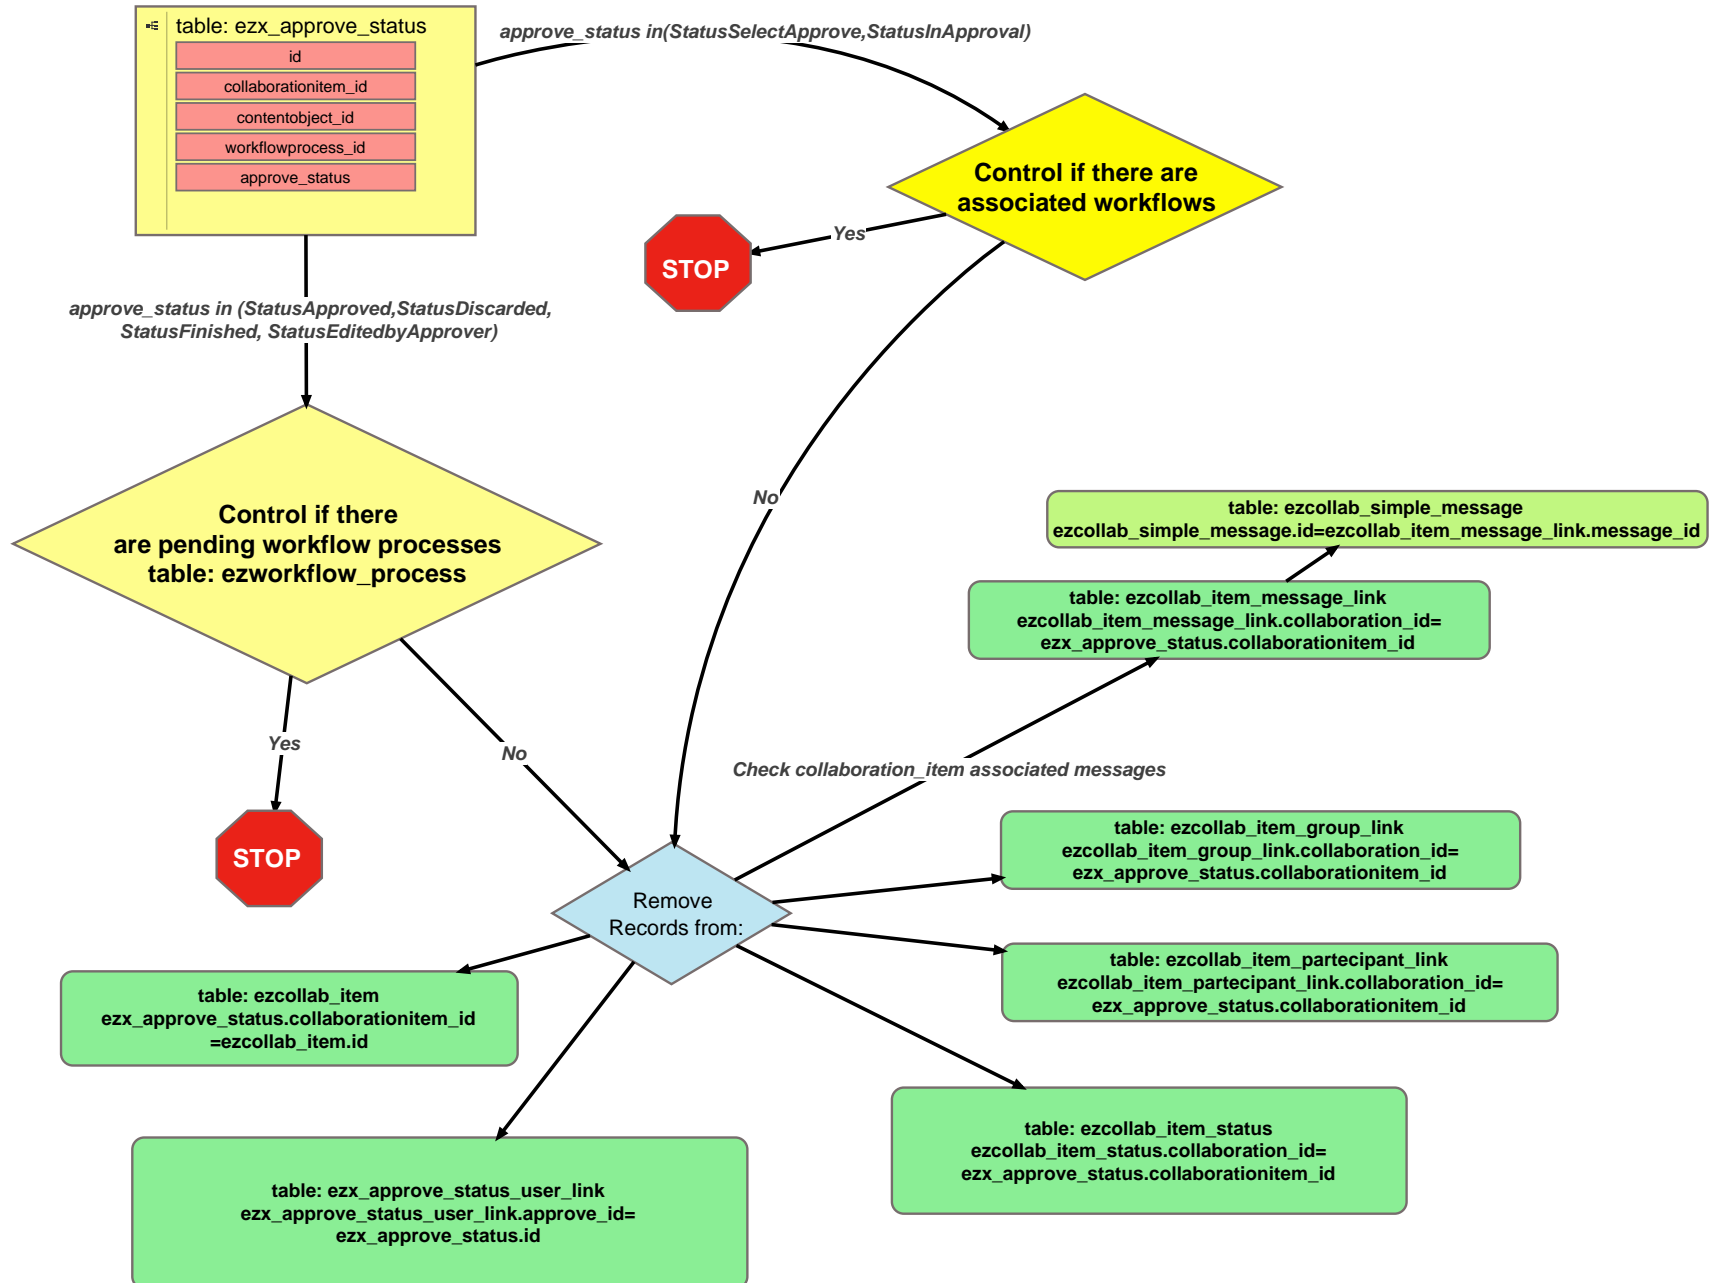 table: ezx_approve_status
id
collaborationitem_id
contentobject_id
workflowprocess_id
approve_status
approve_status in(StatusSelectApprove,StatusInApproval)
Control if there are
associated workflows
Yes
STOP
approve_status in (StatusApproved,StatusDiscarded,
StatusFinished, StatusEditedbyApprover)
Control if there
are pending workflow processes
table: ezworkflow_process
No
table: ezcollab_simple_message
ezcollab_simple_message.id=ezcollab_item_message_link.message_id
table: ezcollab_item_message_link
ezcollab_item_message_link.collaboration_id=
ezx_approve_status.collaborationitem_id
Yes
No
Check collaboration_item associated messages
STOP
table: ezcollab_item_group_link
ezcollab_item_group_link.collaboration_id=
ezx_approve_status.collaborationitem_id
Remove
Records from:
table: ezcollab_item_partecipant_link
ezcollab_item_partecipant_link.collaboration_id=
ezx_approve_status.collaborationitem_id
table: ezcollab_item
ezx_approve_status.collaborationitem_id
=ezcollab_item.id
table: ezcollab_item_status
ezcollab_item_status.collaboration_id=
ezx_approve_status.collaborationitem_id
table: ezx_approve_status_user_link
ezx_approve_status_user_link.approve_id=
ezx_approve_status.id